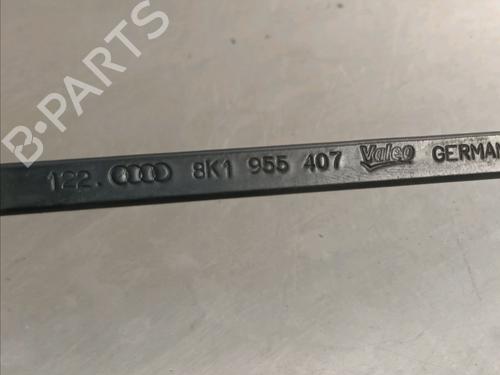 B-PARTS
122. 8K1 955 407 Valeo GERMAN